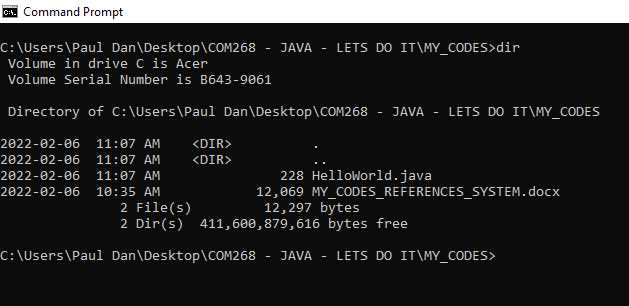 Command Prompt
C:\Users\Paul Dan\Desktop\COM268 - JAVA - LETS DO IT\MY_CODES>dir
 Volume in drive C is Acer
 Volume Serial Number is B643-9061
 Directory of C:\Users\Paul Dan\Desktop\COM268 - JAVA - LETS DO IT\MY_CODES
2022-02-06  11:07 AM    <DIR>          .
2022-02-06  11:07 AM    <DIR>          ..
2022-02-06  11:07 AM               228 HelloWorld.java
2022-02-06  10:35 AM            12,069 MY_CODES_REFERENCES_SYSTEM.docx
               2 File(s)         12,297 bytes
               2 Dir(s)  411,600,879,616 bytes free
C:\Users\Paul Dan\Desktop\COM268 - JAVA - LETS DO IT\MY_CODES>